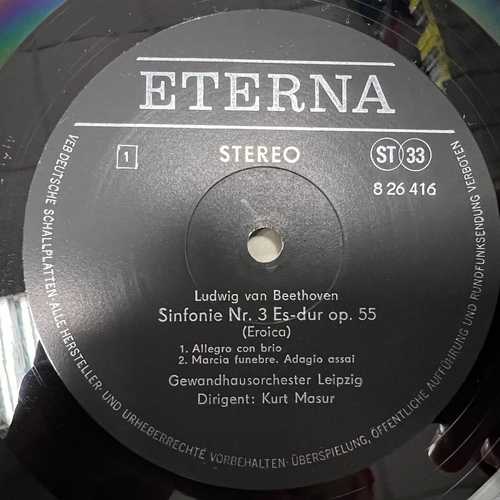 ETERNA
1
STEREO
ST 33
8 26 416
Ludwig van Beethoven
Sinfonie Nr. 3 Es-dur op. 55
(Eroica)
1. Allegro con brio
2. Marcia funebre. Adagio assai
Gewandhausorchester Leipzig
Dirigent: Kurt Masur
VEB DEUTSCHE SCHALLPLATTEN · ALLE HERSTELLER- UND URHEBERRECHTE VORBEHALTEN · ÜBERSPIELUNG, ÖFFENTLICHE AUFFÜHRUNG UND RUNDFUNKSENDUNG VERBOTEN